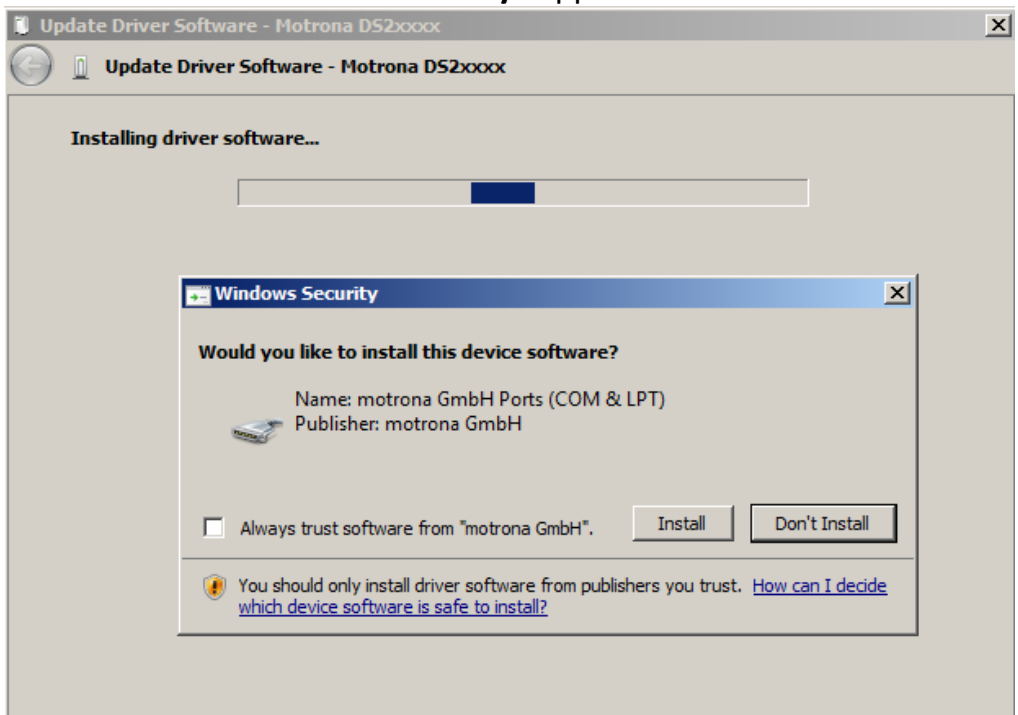 Update Driver Software - Motrona DS2xxxx
Update Driver Software - Motrona DS2xxxx
Installing driver software...
Windows Security
Would you like to install this device software?
Name: motrona GmbH Ports (COM & LPT)
Publisher: motrona GmbH
Always trust software from "motrona GmbH".
Install
Don't Install
You should only install driver software from publishers you trust. How can I decide
which device software is safe to install?